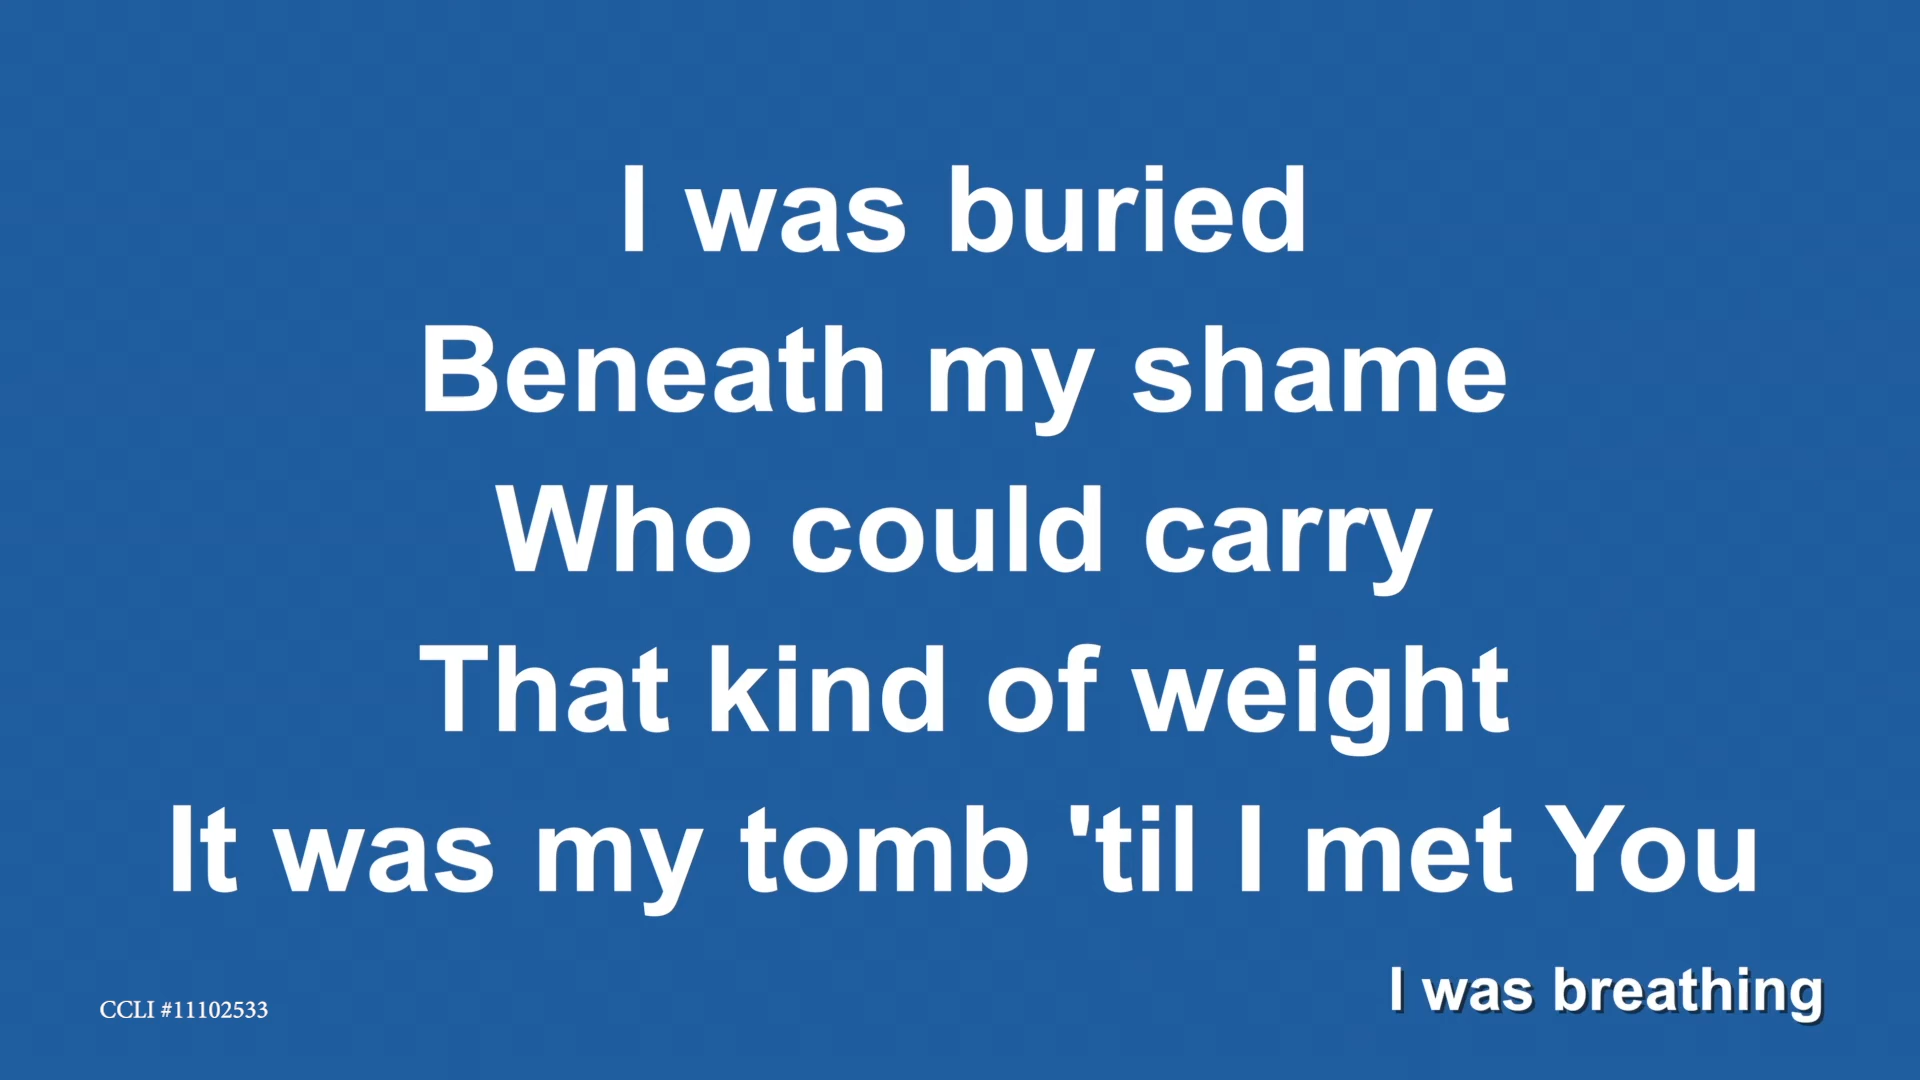 I was buried
Beneath my shame
Who could carry
That kind of weight
It was my tomb 'til I met You
I was breathing
CCLI #11102533